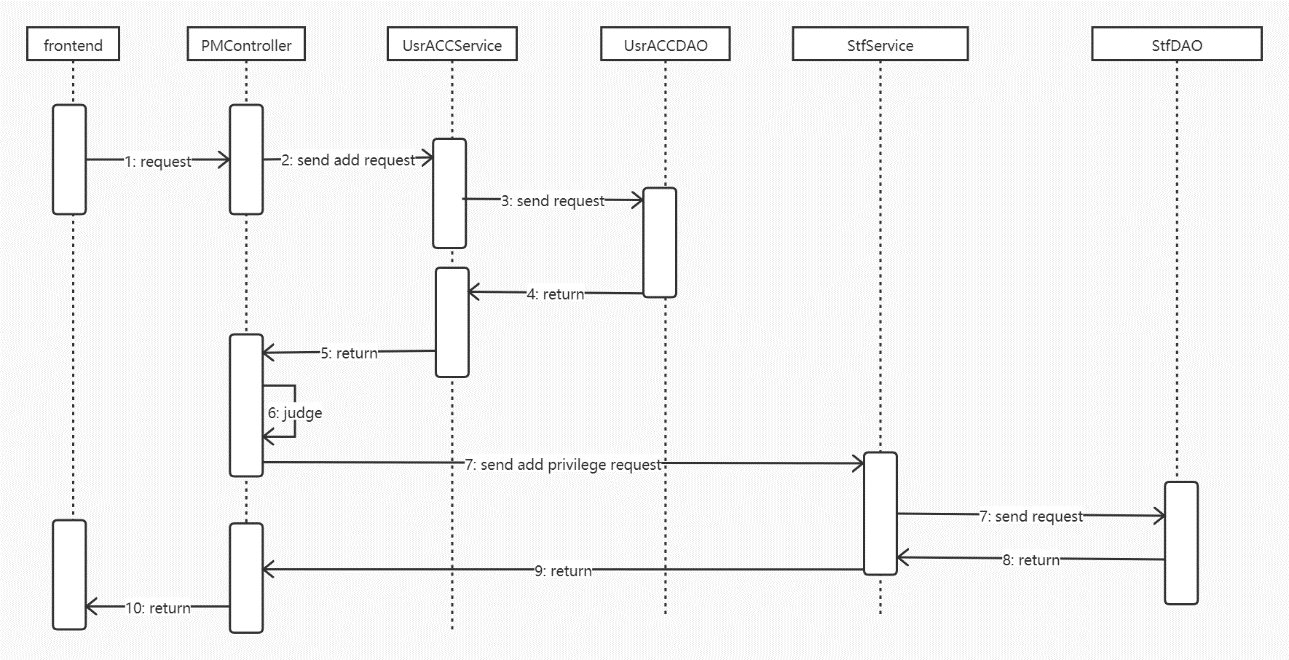 frontend
PMController
UsrACCService
UsrACCDAO
StfService
StfDAO
1: request
2: send add request
3: send request
4: return
5: return
6: judge
7: send add privilege request
7: send request
8: return
9: return
10: return